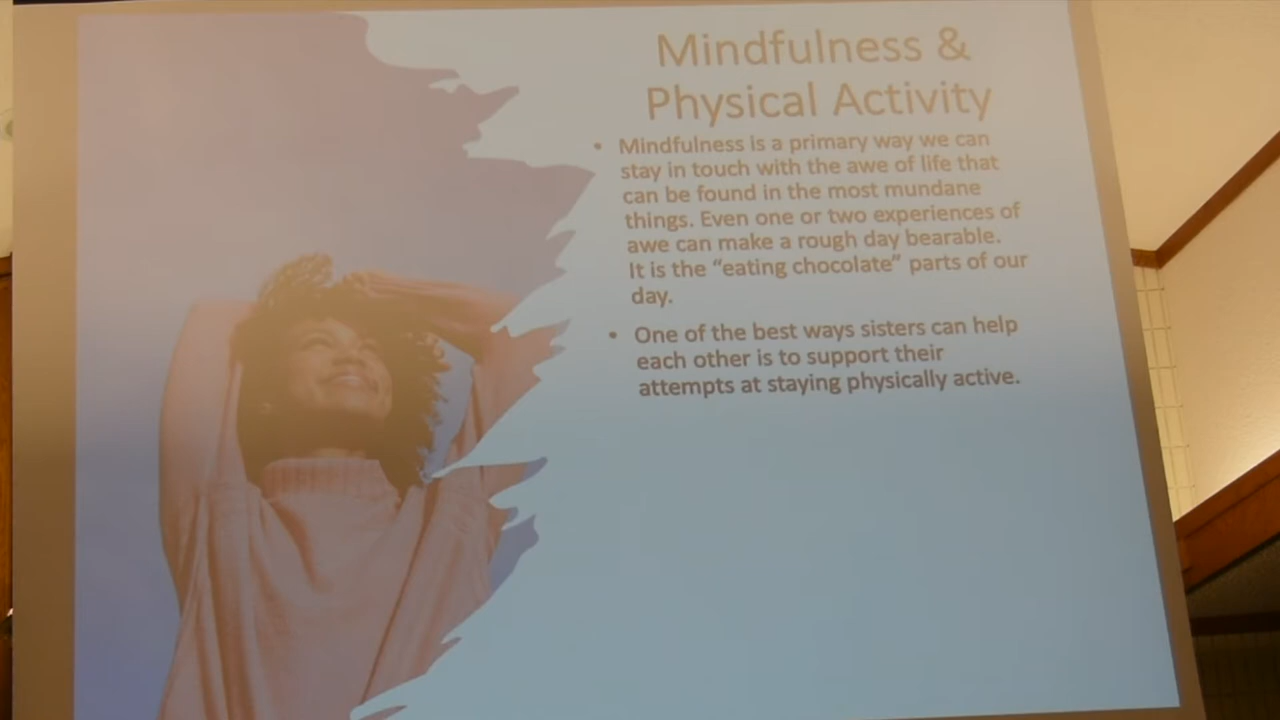 Mindfulness &
Physical Activity
• Mindfulness is a primary way we can
stay in touch with the awe of life that
can be found in the most mundane
things. Even one or two experiences of
awe can make a rough day bearable.
It is the “eating chocolate” parts of our
day.
• One of the best ways sisters can help
each other is to support their
attempts at staying physically active.